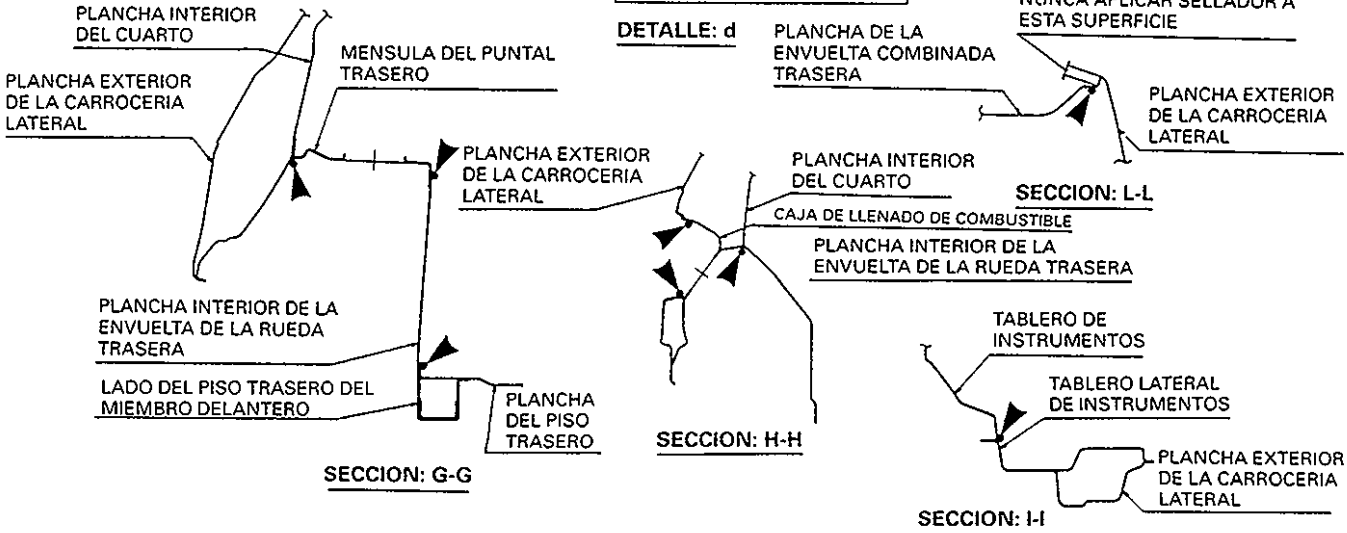 PLANCHA INTERIOR
DEL CUARTO
MENSULA DEL PUNTAL
TRASERO
PLANCHA EXTERIOR
DE LA CARROCERIA
LATERAL
PLANCHA INTERIOR DE LA
ENVUELTA DE LA RUEDA
TRASERA
LADO DEL PISO TRASERO DEL
MIEMBRO DELANTERO
PLANCHA
DEL PISO
TRASERO
SECCION: G-G
DETALLE: d
PLANCHA EXTERIOR
DE LA CARROCERIA
LATERAL
PLANCHA INTERIOR
DEL CUARTO
CAJA DE LLENADO DE COMBUSTIBLE
PLANCHA INTERIOR DE LA
ENVUELTA DE LA RUEDA TRASERA
SECCION: H-H
PLANCHA DE LA
ENVUELTA COMBINADA
TRASERA
NUNCA APLICAR SELLADOR A
ESTA SUPERFICIE
PLANCHA EXTERIOR
DE LA CARROCERIA
LATERAL
SECCION: L-L
TABLERO DE
INSTRUMENTOS
TABLERO LATERAL
DE INSTRUMENTOS
PLANCHA EXTERIOR
DE LA CARROCERIA
LATERAL
SECCION: I-I